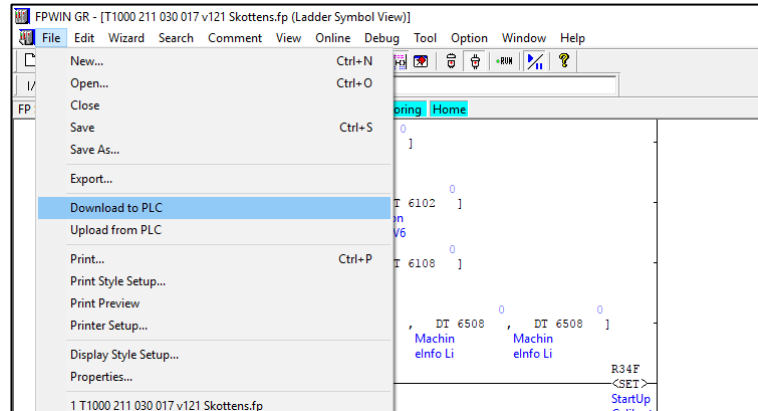 FPWIN GR - [T1000 211 030 017 v121 Skottens.fp (Ladder Symbol View)]
File Edit Wizard Search Comment View Online Debug Tool Option Window Help
New... Ctrl+N
RUN
Open... Ctrl+O
I/
Close
FP oring Home
Save Ctrl+S
0
]
Save As...
Export...
0
Download to PLC
T 6102 ]
on
Upload from PLC
V6
0
Print... Ctrl+P
T 6108 ]
Print Style Setup...
Print Preview
0 0
Printer Setup...
, DT 6508 , DT 6508 ]
Machin Machin
Display Style Setup...
eInfo Li eInfo Li
Properties...
R34F
<SET>
1 T1000 211 030 017 v121 Skottens.fp
StartUp